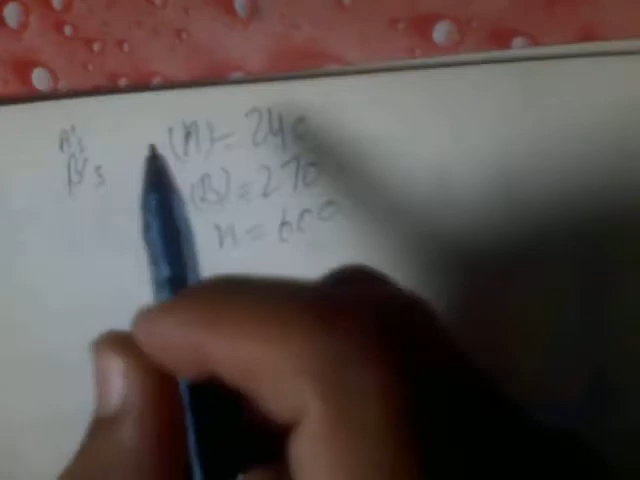 A's (A) = 240
B's (B) = 270
n = 600